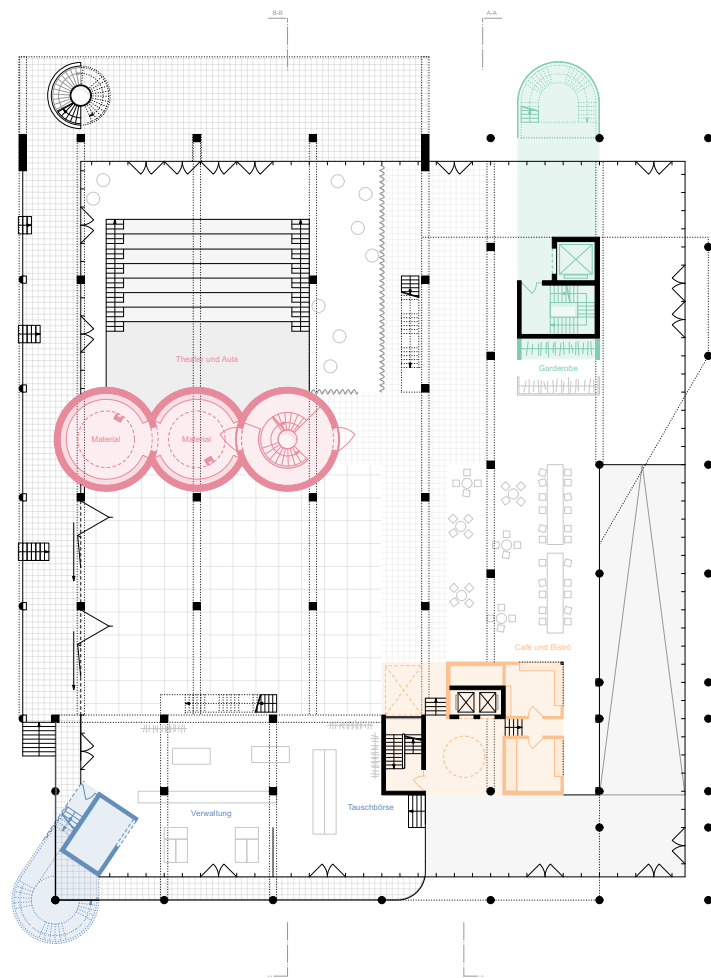 B-B
A-A
Theater und Aula
Garderobe
Material
Material
Café und Bistro
Verwaltung
Tauschbörse